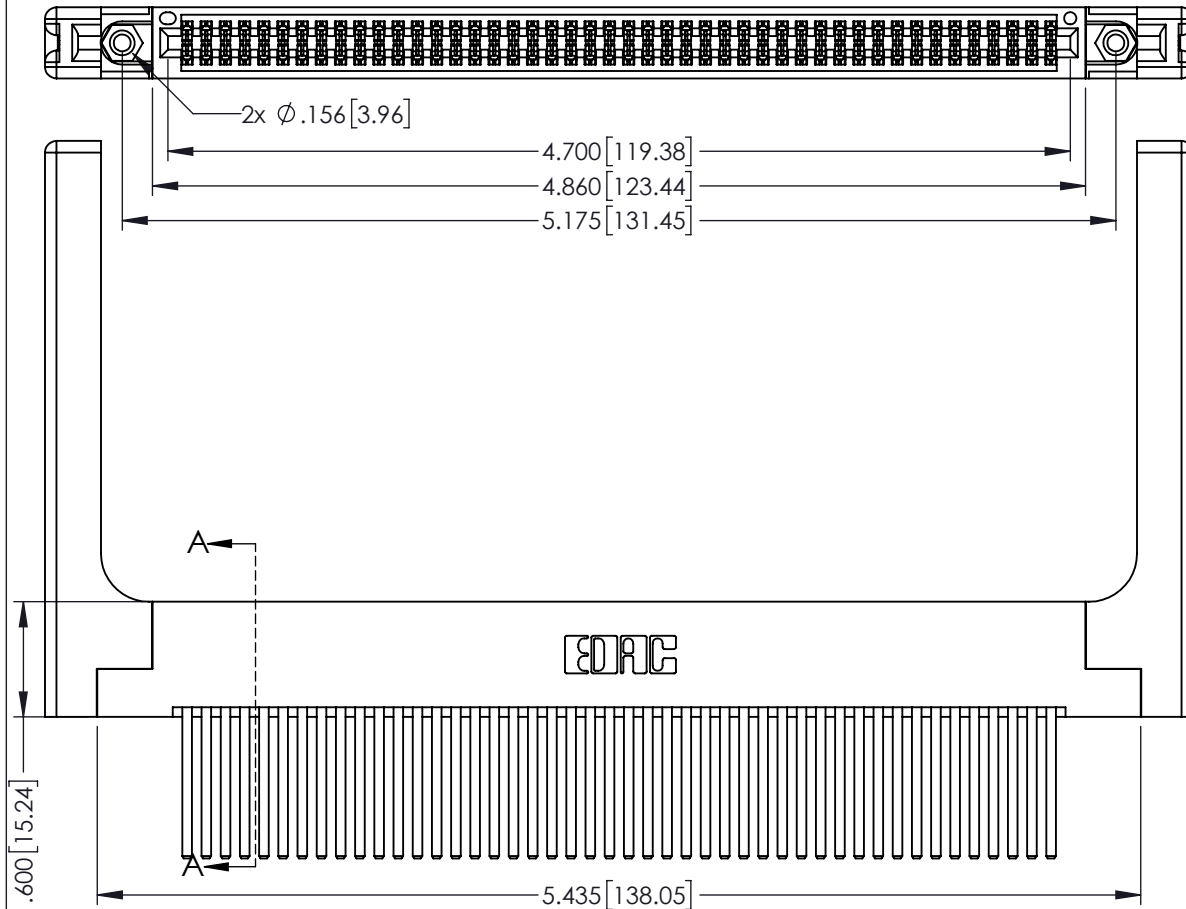 2x Ø.156[3.96]
4.700[119.38]
4.860[123.44]
5.175[131.45]
A
EDAC
.600[15.24]
A
5.435[138.05]